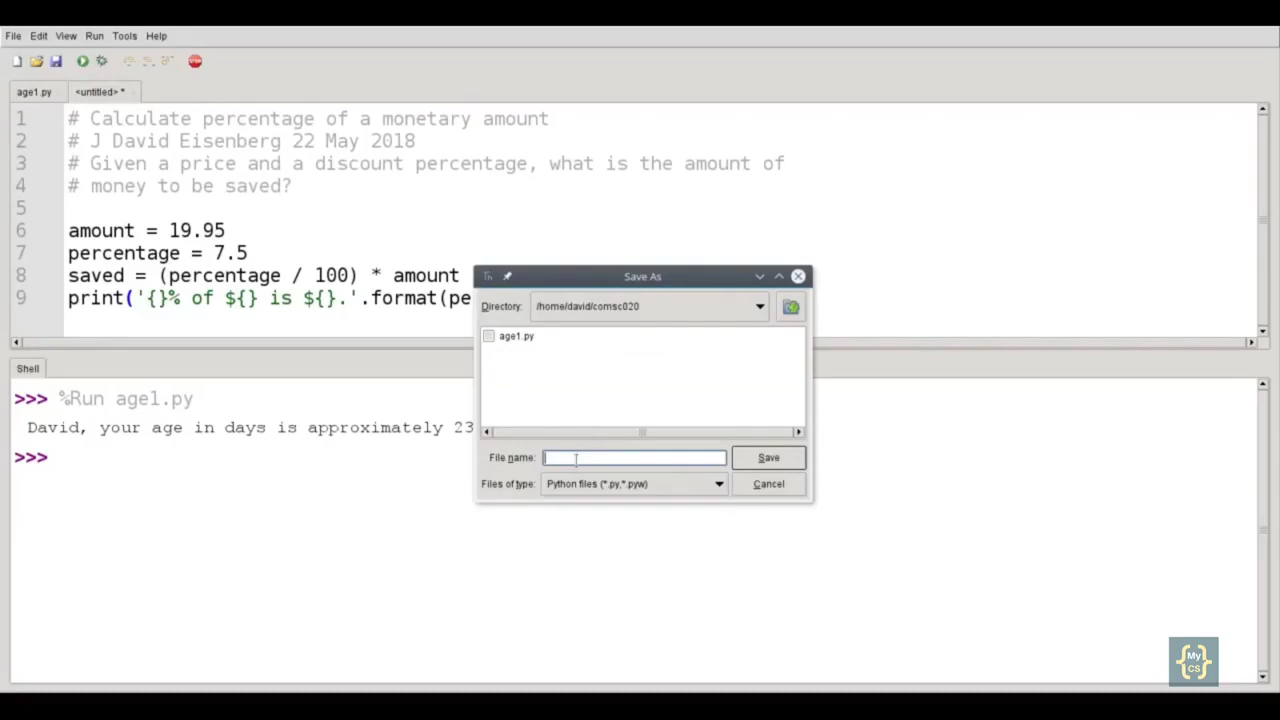 File Edit View Run Tools Help
age1.py <untitled> *
1 # Calculate percentage of a monetary amount
2 # J David Eisenberg 22 May 2018
3 # Given a price and a discount percentage, what is the amount of
4 # money to be saved?
5
6 amount = 19.95
7 percentage = 7.5
8 saved = (percentage / 100) * amount
9 print('{}% of ${} is ${}.'.format(pe
Save As
Directory: /home/david/comsc020
age1.py
File name: Save
Files of type: Python files (*.py,*.pyw) Cancel
Shell
>>> %Run age1.py
David, your age in days is approximately 23
>>>
{My CS}